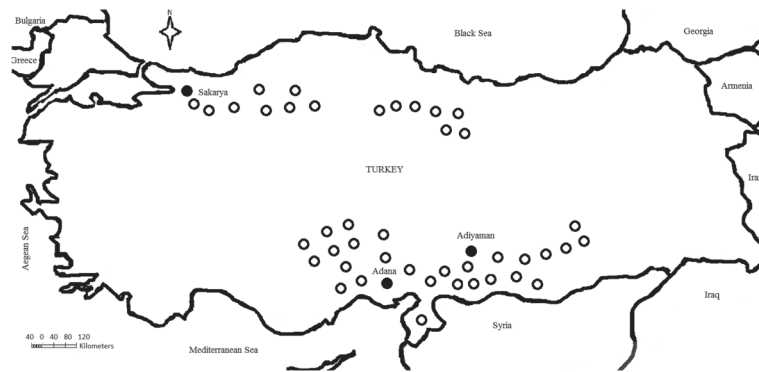 N
Bulgaria
Black Sea
Georgia
Greece
Armenia
Sakarya
TURKEY
Aegean Sea
Adiyaman
Adana
Iraq
Syria
40 0 40 80 120
Kilometers
Mediterranean Sea